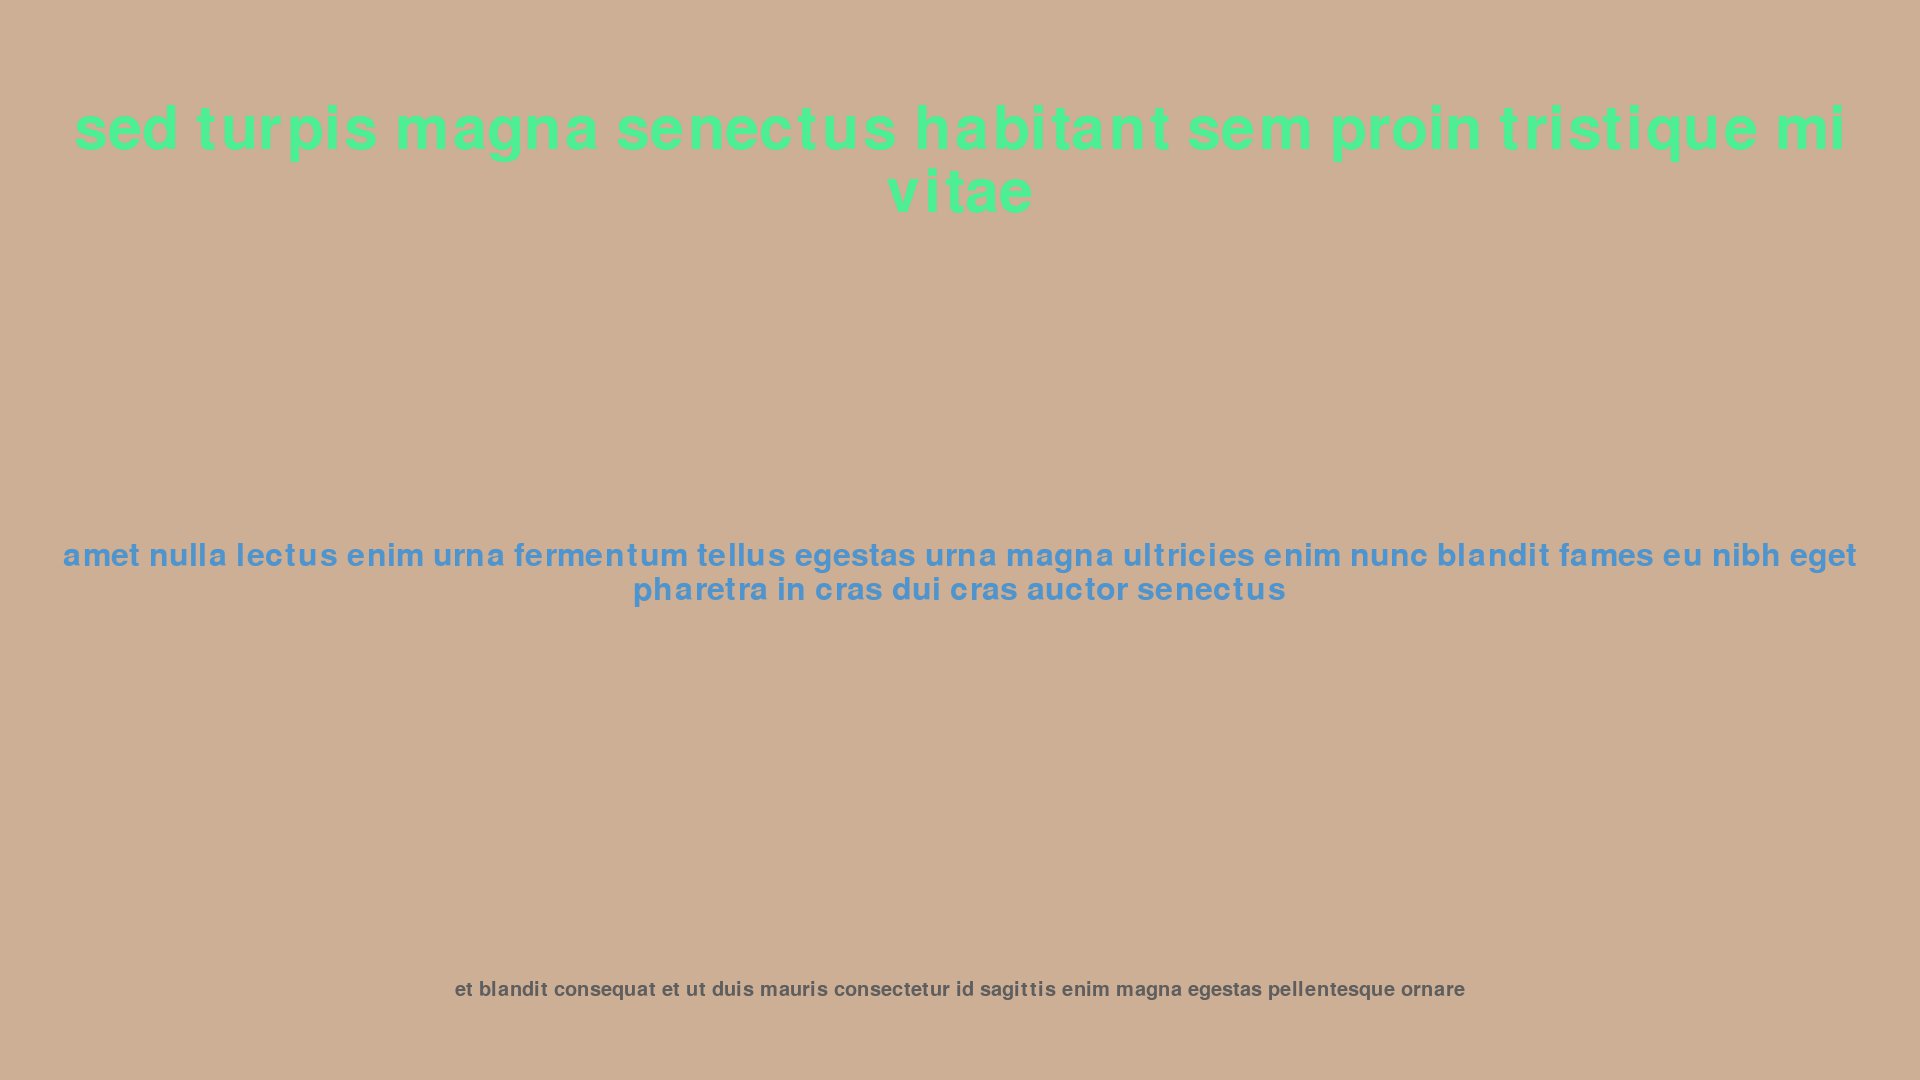 sed turpis magna senectus habitant sem proin tristique mi
vitae
amet nulla lectus enim urna fermentum tellus egestas urna magna ultricies enim nunc blandit fames eu nibh eget
pharetra in cras dui cras auctor senectus
et blandit consequat et ut duis mauris consectetur id sagittis enim magna egestas pellentesque ornare